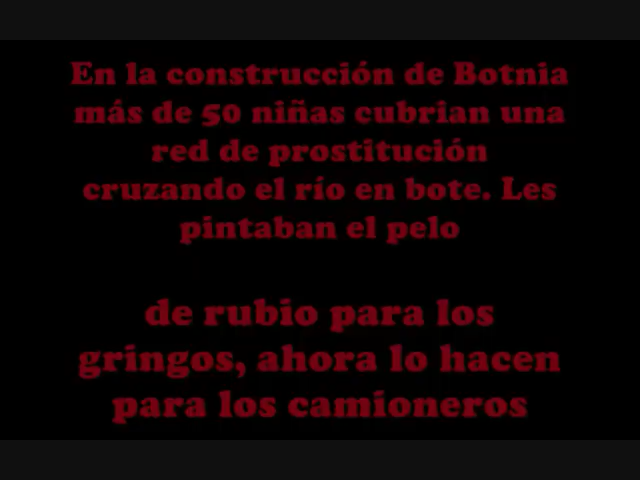 En la construcción de Botnia
más de 50 niñas cubrian una
red de prostitución
cruzando el río en bote. Les
pintaban el pelo
de rubio para los
gringos, ahora lo hacen
para los camioneros